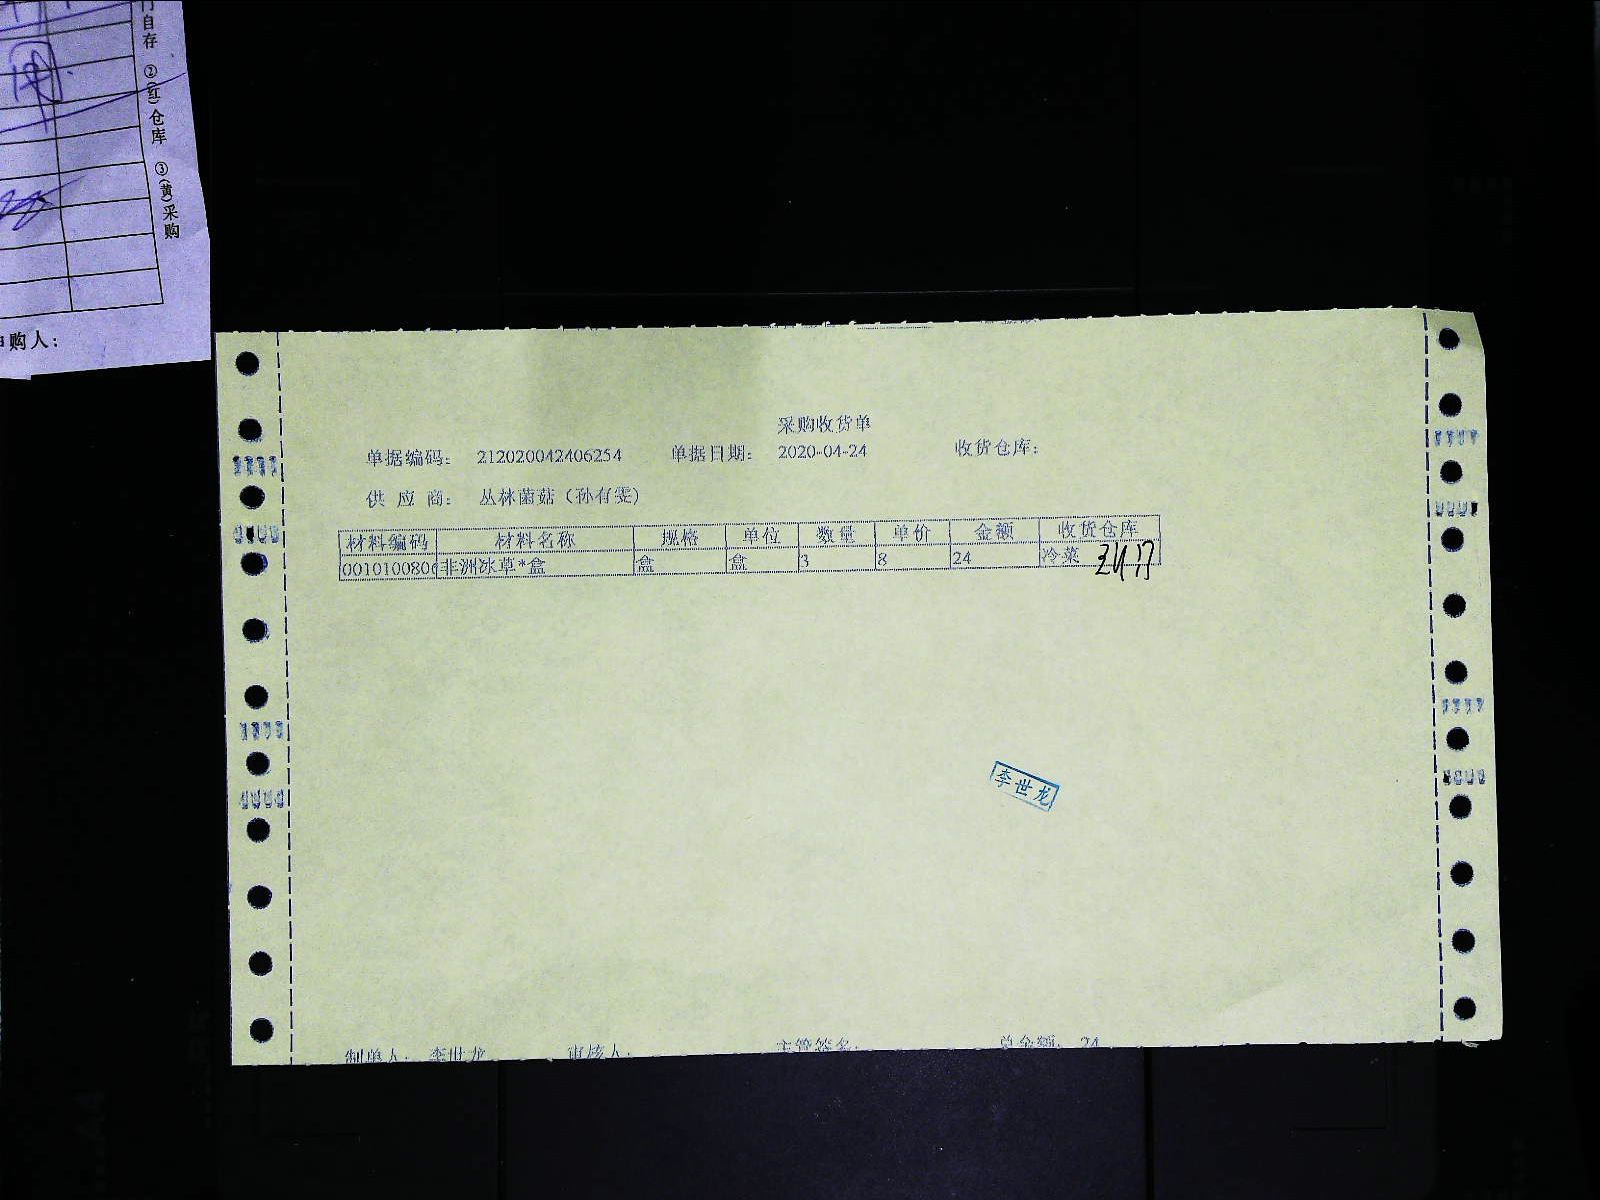 门自存 ②(红)仓库 ③(黄)采购
购人:
采购收货单
单据编码: 212020042406254 单据日期: 2020-04-24 收货仓库:
供 应 商: 丛林菌菇(孙有雯)
材料编码 材料名称 规格 单位 数量 单价 金额 收货仓库
0010100806 非洲冰草*盒 盒 盒 3 8 24 冷菜
李世龙
制单人: 李世龙 审核人: 主管签名: 总金额: 24